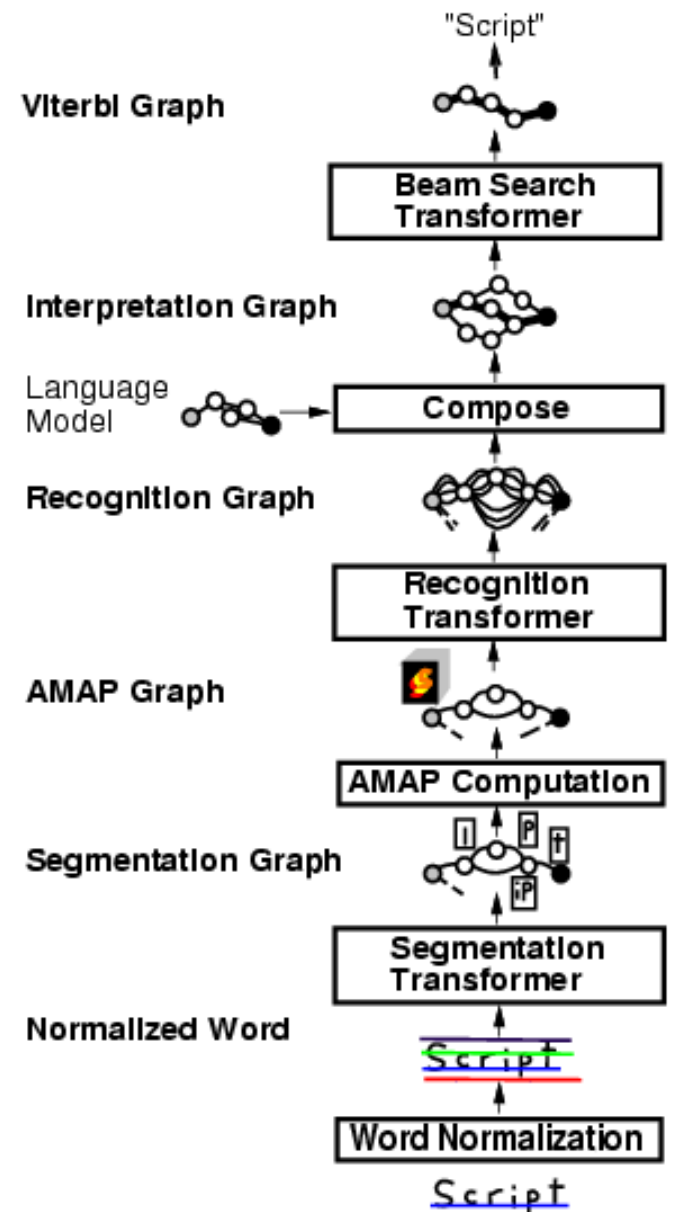 "Script"
Viterbi Graph
Beam Search
Transformer
Interpretation Graph
Language
Model
Compose
Recognition Graph
Recognition
Transformer
AMAP Graph
AMAP Computation
i
P
t
Segmentation Graph
iP
Segmentation
Transformer
Normalized Word
Script
Word Normalization
Script